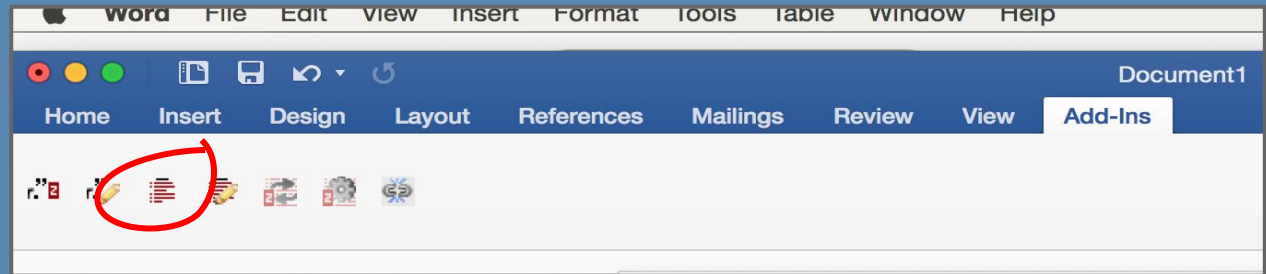 Word File Edit View Insert Format Tools Table Window Help
Document1
Home Insert Design Layout References Mailings Review View Add-Ins